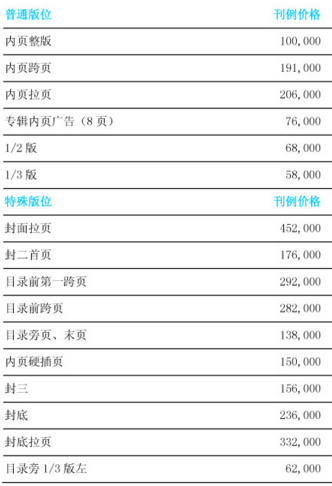 普通版位 刊例价格
内页整版 100,000
内页跨页 191,000
内页拉页 206,000
专辑内页广告（8 页） 76,000
1/2 版 68,000
1/3 版 58,000
特殊版位 刊例价格
封面拉页 452,000
封二首页 176,000
目录前第一跨页 292,000
目录前跨页 282,000
目录旁页、末页 138,000
内页硬插页 150,000
封三 156,000
封底 236,000
封底拉页 332,000
目录旁 1/3 版左 62,000